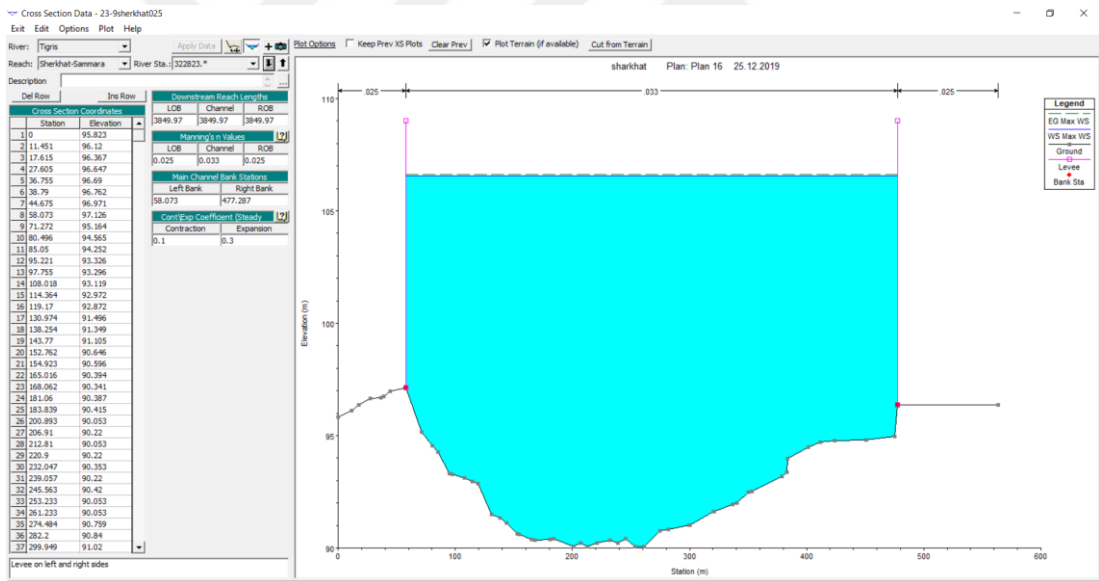 Cross Section Data - 23-9sherkhat025
Exit Edit Options Plot Help
River: Tigris Apply Data Plot Options Keep Prev XS Plots Clear Prev Plot Terrain (if available) Cut from Terrain
Reach: Sherkhat-Sammara River Sta.: 322823.*
Description ...
Del Row Ins Row
Cross Section Coordinates
Station Elevation
1 0 95.823
2 11.451 96.12
3 17.615 96.367
4 27.605 96.647
5 36.755 96.69
6 38.79 96.762
7 44.675 96.971
8 58.073 97.126
9 71.272 95.164
10 80.496 94.565
11 85.05 94.252
12 95.221 93.326
13 97.755 93.296
14 108.018 93.119
15 114.364 92.972
16 119.17 92.872
17 130.974 91.496
18 138.254 91.349
19 143.77 91.105
20 152.762 90.646
21 154.923 90.596
22 165.016 90.394
23 168.062 90.341
24 181.06 90.387
25 183.839 90.415
26 200.893 90.053
27 206.91 90.22
28 212.81 90.053
29 220.9 90.22
30 232.047 90.353
31 239.057 90.22
32 245.563 90.42
33 253.233 90.053
34 261.233 90.053
35 274.484 90.759
36 282.2 90.84
37 299.949 91.02
Downstream Reach Lengths
LOB Channel ROB
3849.97 3849.97 3849.97
Manning's n Values ?
LOB Channel ROB
0.025 0.033 0.025
Main Channel Bank Stations
Left Bank Right Bank
58.073 477.287
Cont\Exp Coefficient (Steady ?
Contraction Expansion
0.1 0.3
Levee on left and right sides
sharkhat Plan: Plan 16 25.12.2019
.025 .033 .025
110
105
100
95
90
Elevation (m)
0 100 200 300 400 500 600
Station (m)
Legend
EG Max WS
WS Max WS
Ground
Levee
Bank Sta